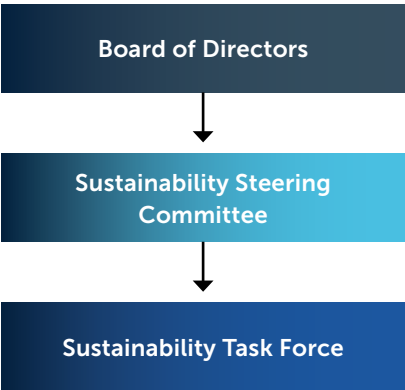 Board of Directors
Sustainability Steering
Committee
Sustainability Task Force